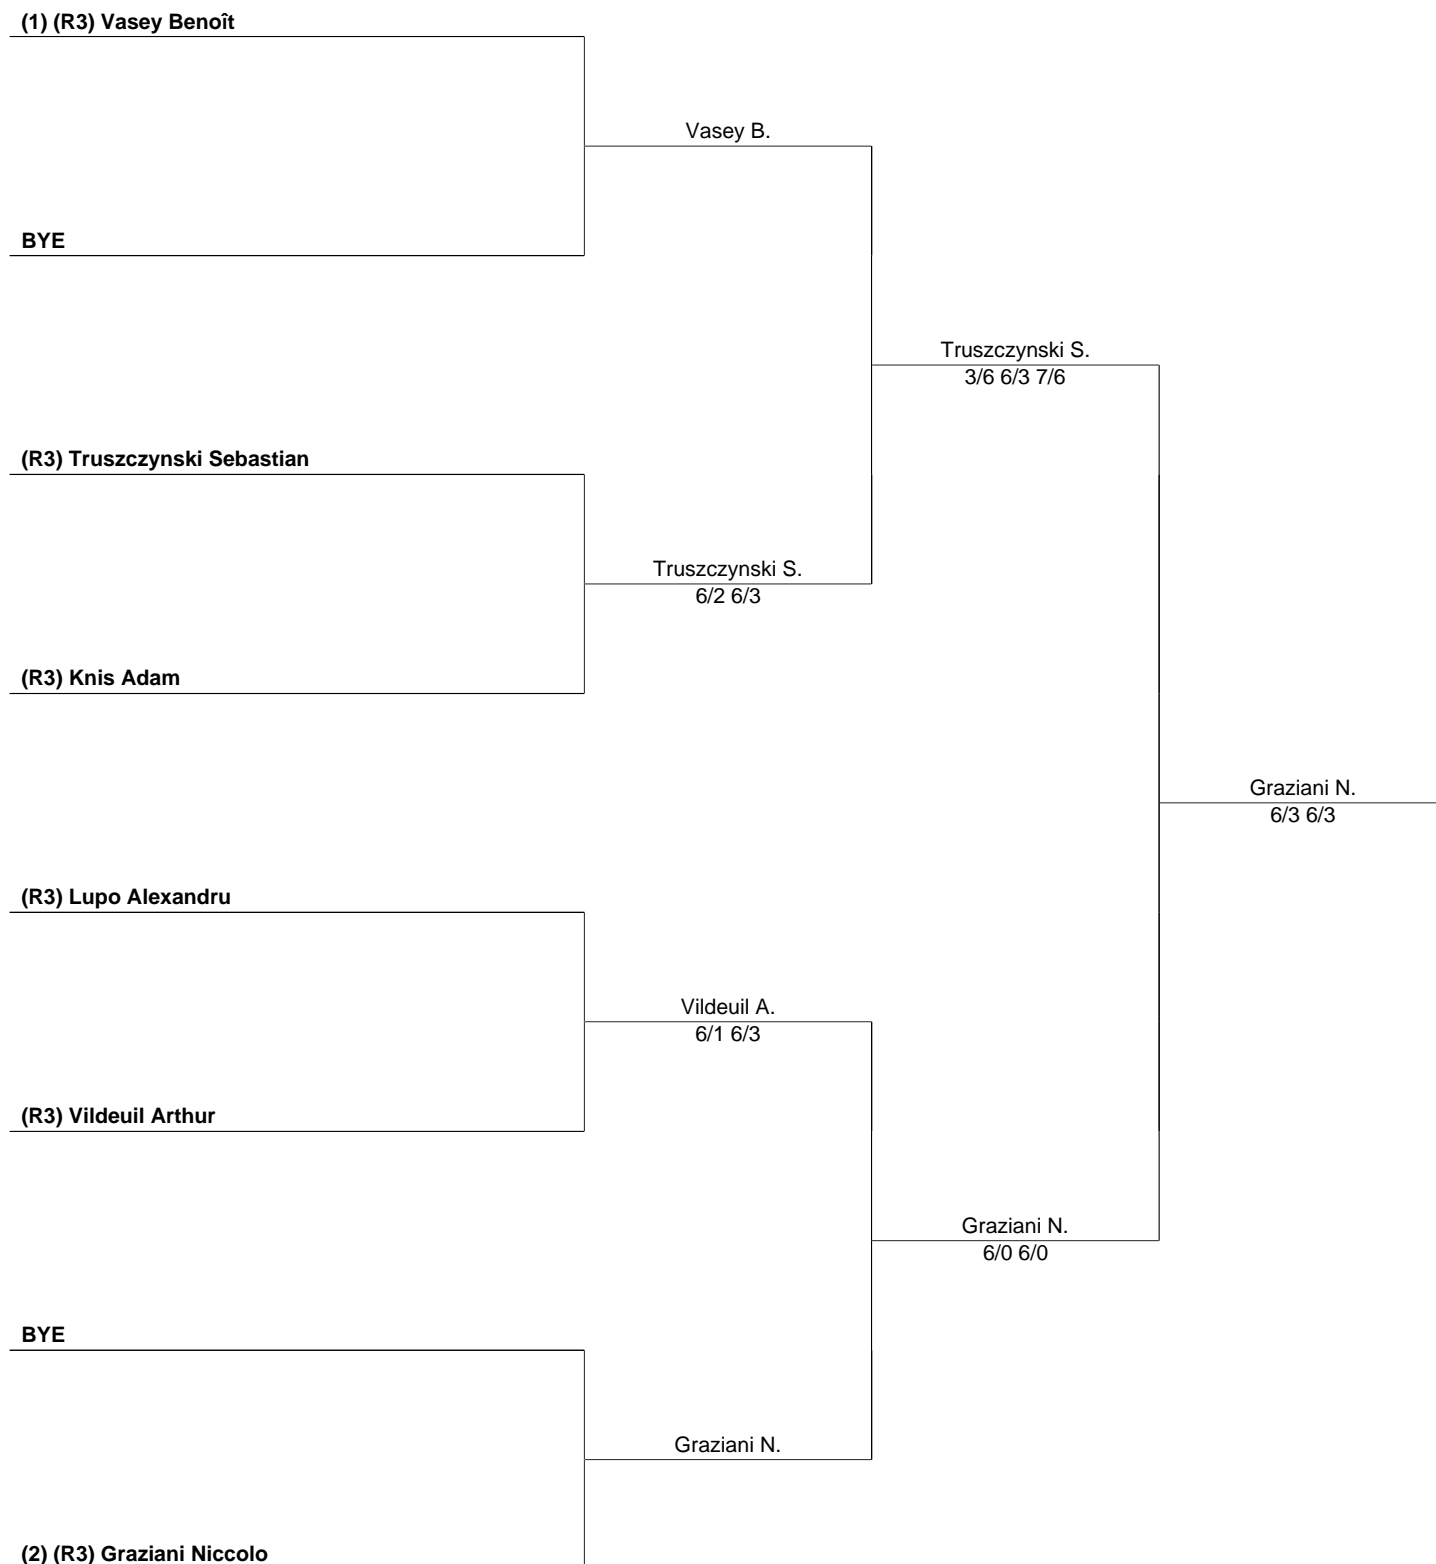 (1) (R3) Vasey Benoît
Vasey B.
BYE
Truszczynski S.
3/6 6/3 7/6
(R3) Truszczynski Sebastian
Truszczynski S.
6/2 6/3
(R3) Knis Adam
Graziani N.
6/3 6/3
(R3) Lupo Alexandru
Vildeuil A.
6/1 6/3
(R3) Vildeuil Arthur
Graziani N.
6/0 6/0
BYE
Graziani N.
(2) (R3) Graziani Niccolo